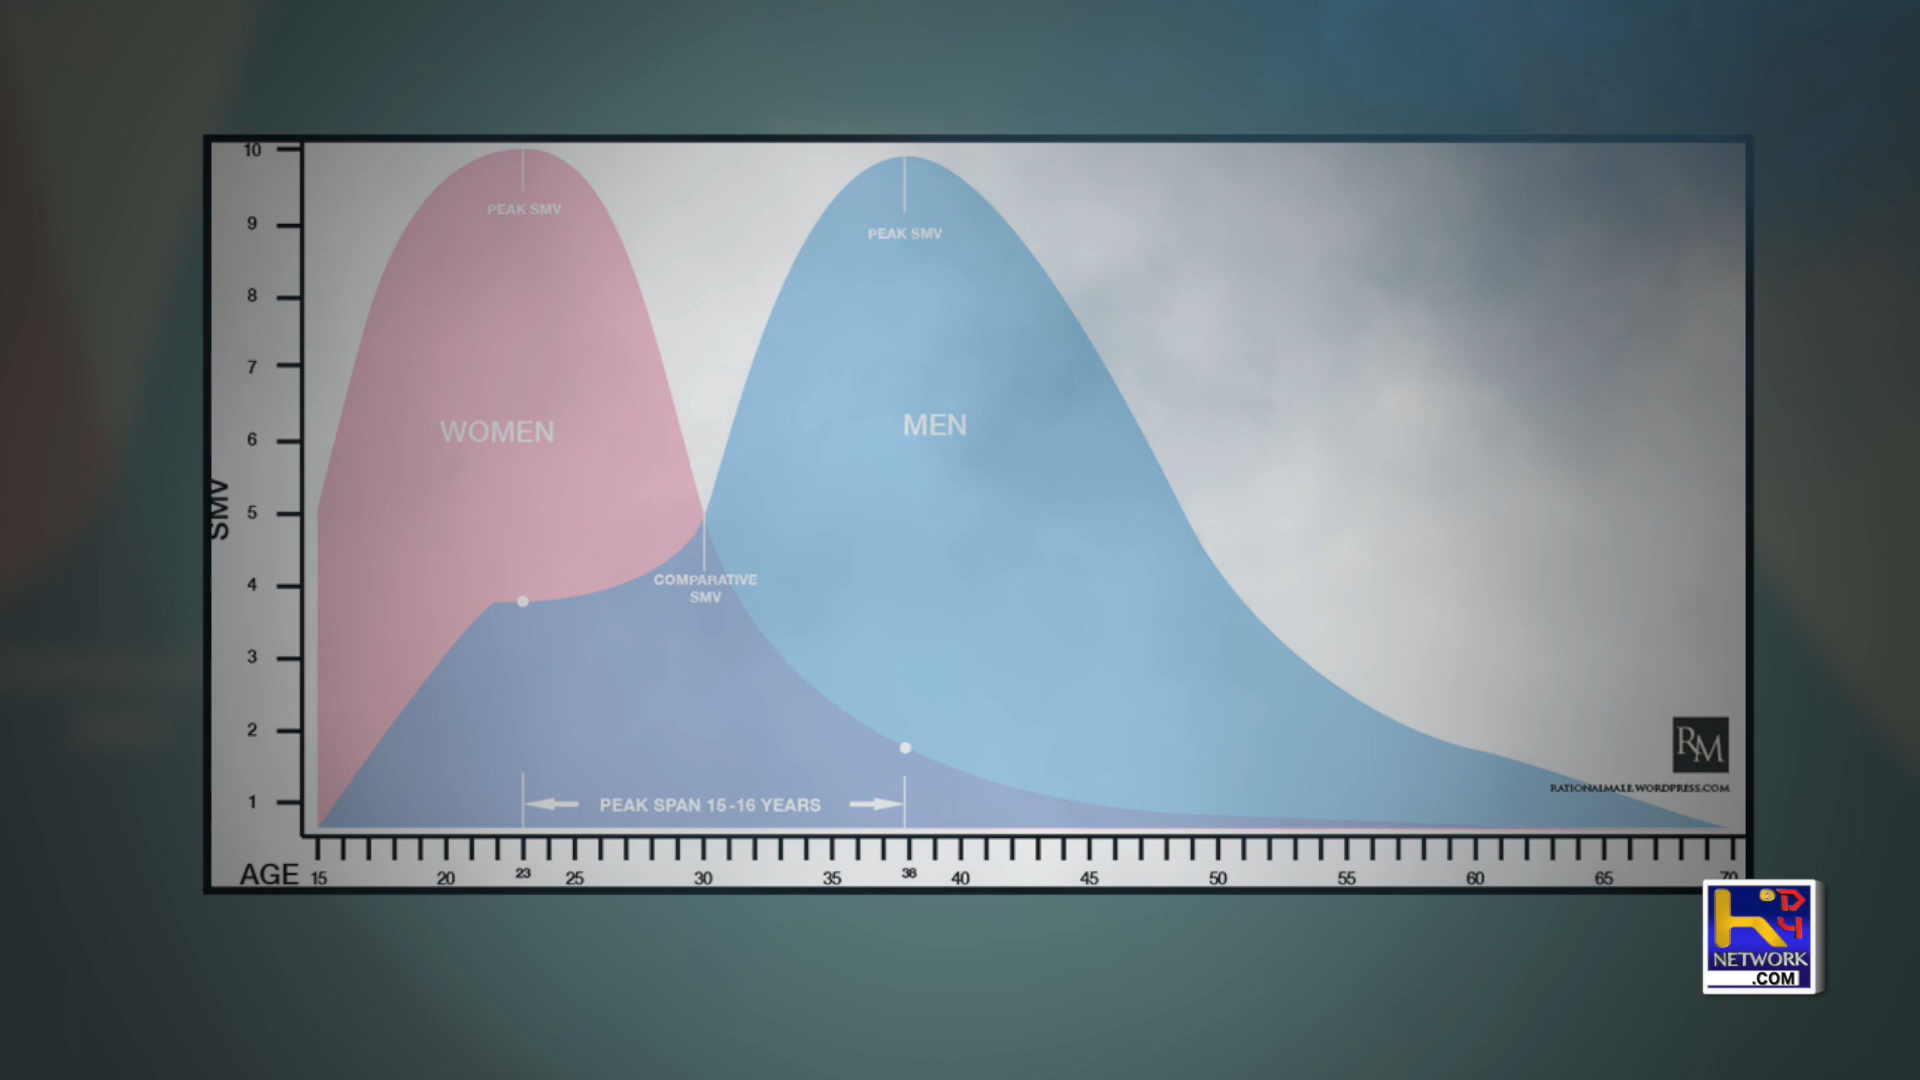 10
PEAK SMV
9
PEAK SMV
8
7
WOMEN
MEN
6
SMV
5
4
COMPARATIVE
SMV
3
2
RM
RATIONALMALE.WORDPRESS.COM
1
PEAK SPAN 15-16 YEARS
AGE 15 20 23 25 30 35 38 40 45 50 55 60 65 70
K D4
NETWORK
.COM